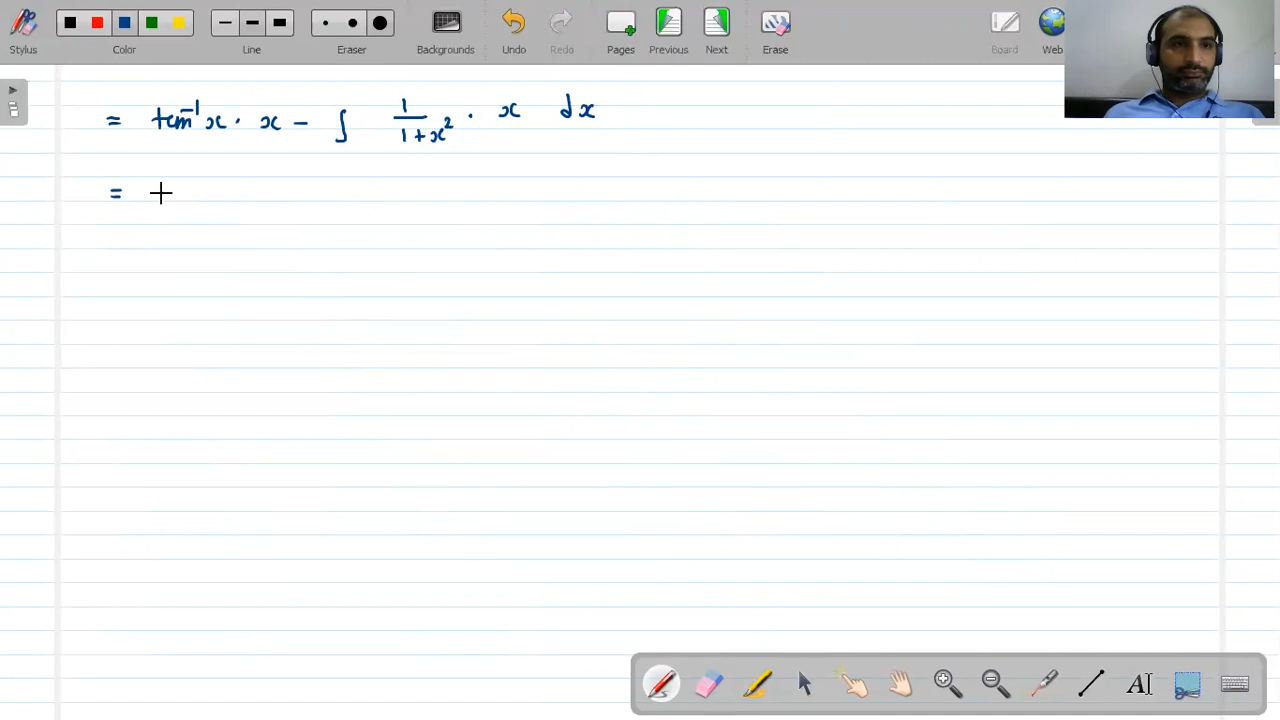 Stylus Color Line Eraser Backgrounds Undo Redo Pages Previous Next Erase Board Web
= tan⁻¹x · x − ∫ 1/(1+x²) · x dx
=